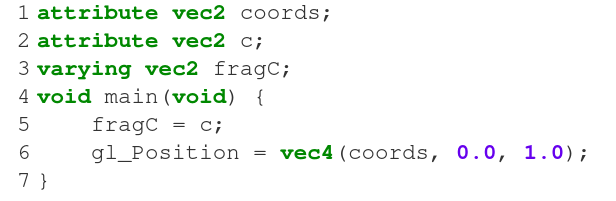 1 attribute vec2 coords;
2 attribute vec2 c;
3 varying vec2 fragC;
4 void main(void) {
5     fragC = c;
6     gl_Position = vec4(coords, 0.0, 1.0);
7 }